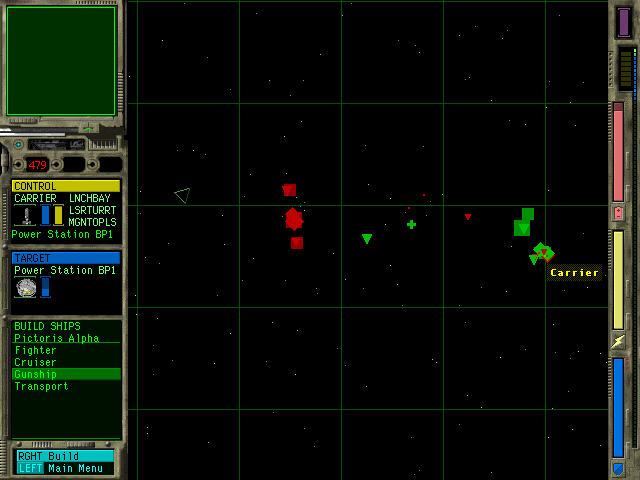 479
CONTROL
CARRIER LNCHBAY
LSRTURRT
MGNTOPLS
Power Station BP1
TARGET
Power Station BP1
BUILD SHIPS
Pictoris Alpha
Fighter
Cruiser
Gunship
Transport
RGHT Build
LEFT Main Menu
Carrier